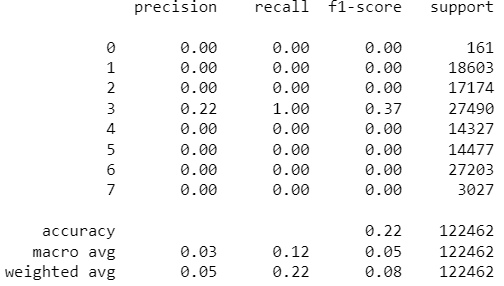 precision recall f1-score support
0 0.00 0.00 0.00 161
1 0.00 0.00 0.00 18603
2 0.00 0.00 0.00 17174
3 0.22 1.00 0.37 27490
4 0.00 0.00 0.00 14327
5 0.00 0.00 0.00 14477
6 0.00 0.00 0.00 27203
7 0.00 0.00 0.00 3027
accuracy 0.22 122462
macro avg 0.03 0.12 0.05 122462
weighted avg 0.05 0.22 0.08 122462